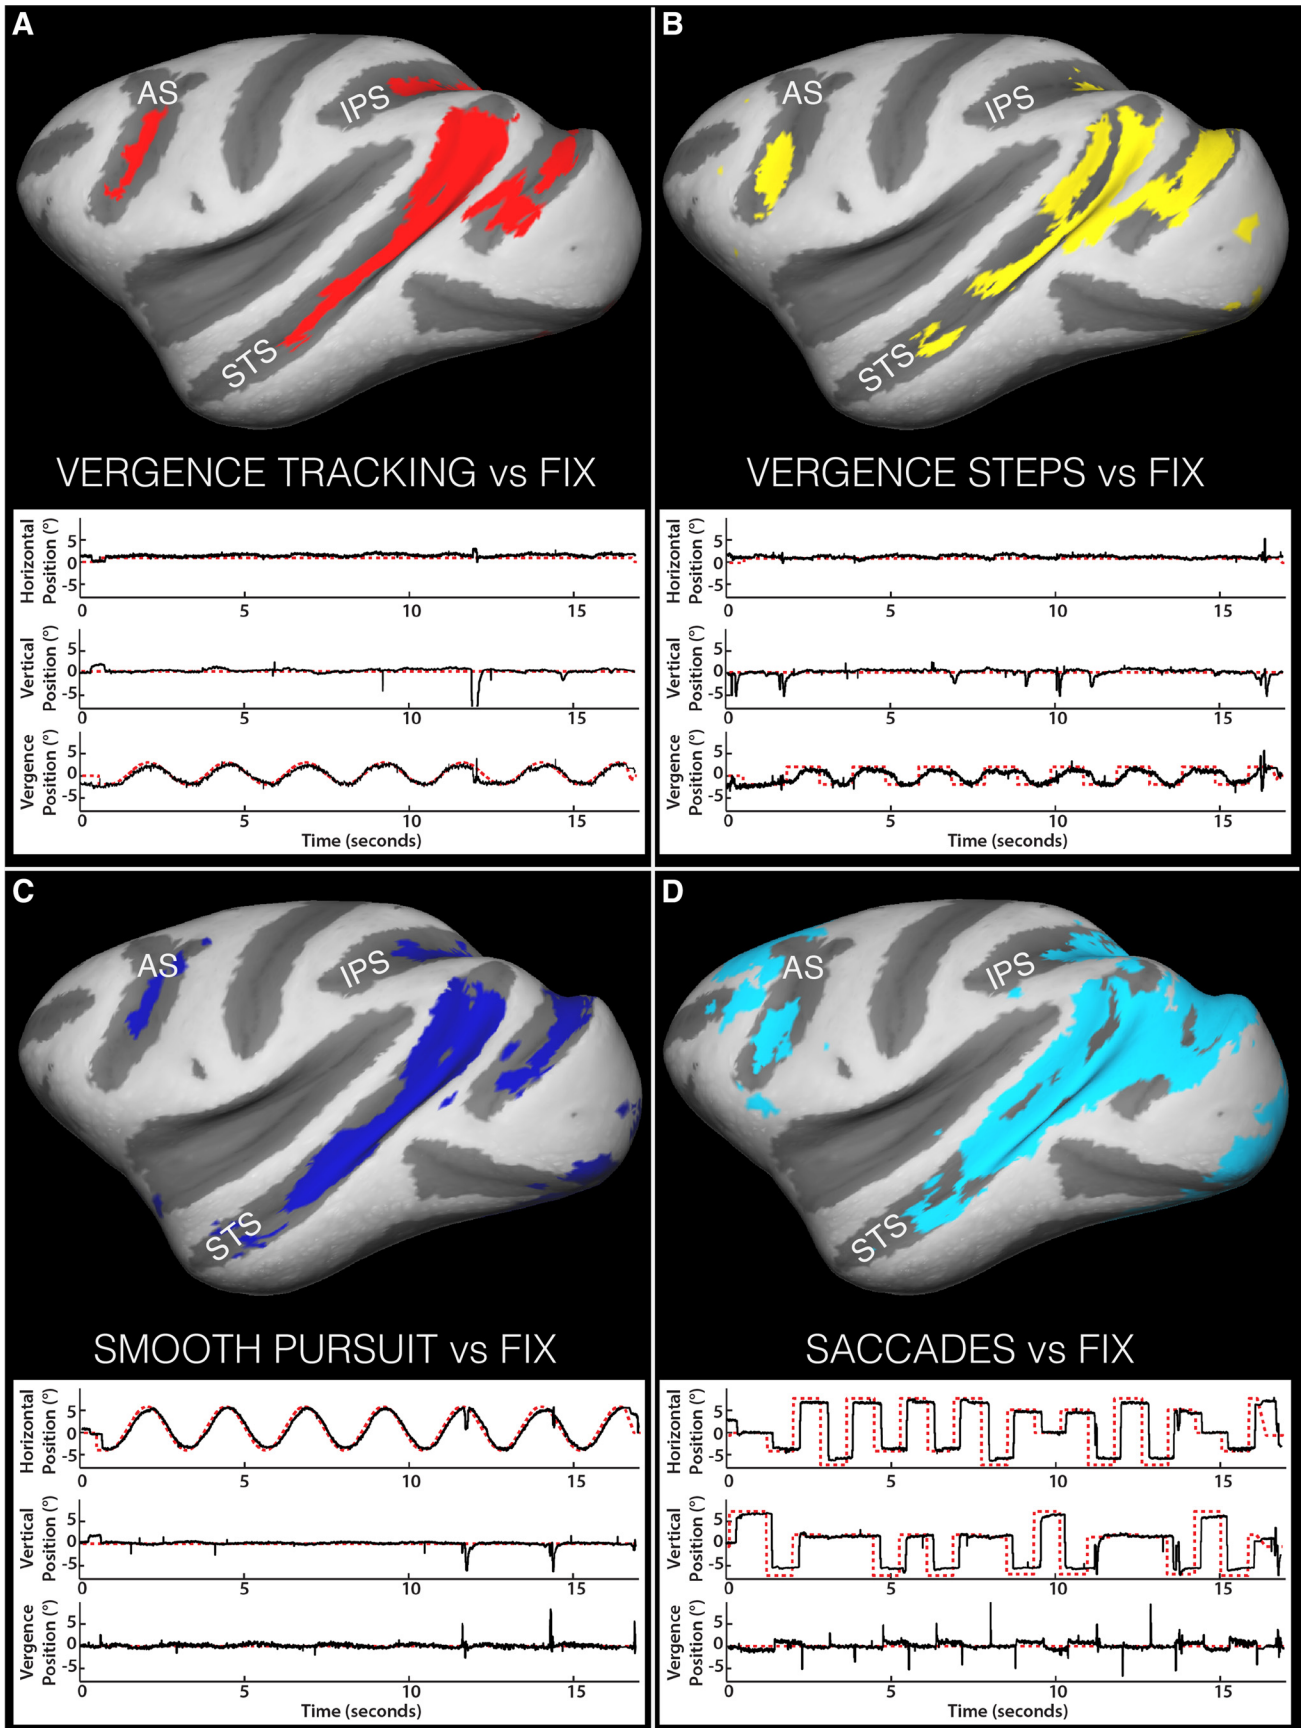 A
AS
IPS
STS
VERGENCE TRACKING vs FIX
Horizontal
Position (°)
5
0
-5
0 5 10 15
Vertical
Position (°)
5
0
-5
0 5 10 15
Vergence
Position (°)
5
0
-5
0 5 10 15
Time (seconds)
B
AS
IPS
STS
VERGENCE STEPS vs FIX
Horizontal
Position (°)
5
0
-5
0 5 10 15
Vertical
Position (°)
5
0
-5
0 5 10 15
Vergence
Position (°)
5
0
-5
0 5 10 15
Time (seconds)
C
AS
IPS
STS
SMOOTH PURSUIT vs FIX
Horizontal
Position (°)
5
0
-5
0 5 10 15
Vertical
Position (°)
5
0
-5
0 5 10 15
Vergence
Position (°)
5
0
-5
0 5 10 15
Time (seconds)
D
AS
IPS
STS
SACCADES vs FIX
Horizontal
Position (°)
5
0
-5
0 5 10 15
Vertical
Position (°)
5
0
-5
0 5 10 15
Vergence
Position (°)
5
0
-5
0 5 10 15
Time (seconds)